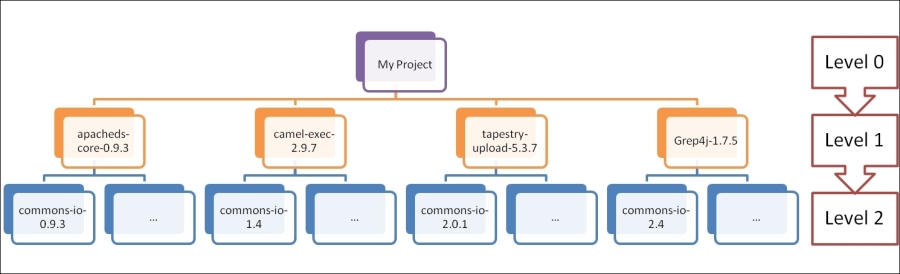 My Project
Level 0
apacheds-
core-0.9.3
camel-exec-
2.9.7
tapestry-
upload-5.3.7
Grep4j-1.7.5
Level 1
commons-io-
0.9.3
...
commons-io-
1.4
...
commons-io-
2.0.1
...
commons-io-
2.4
...
Level 2